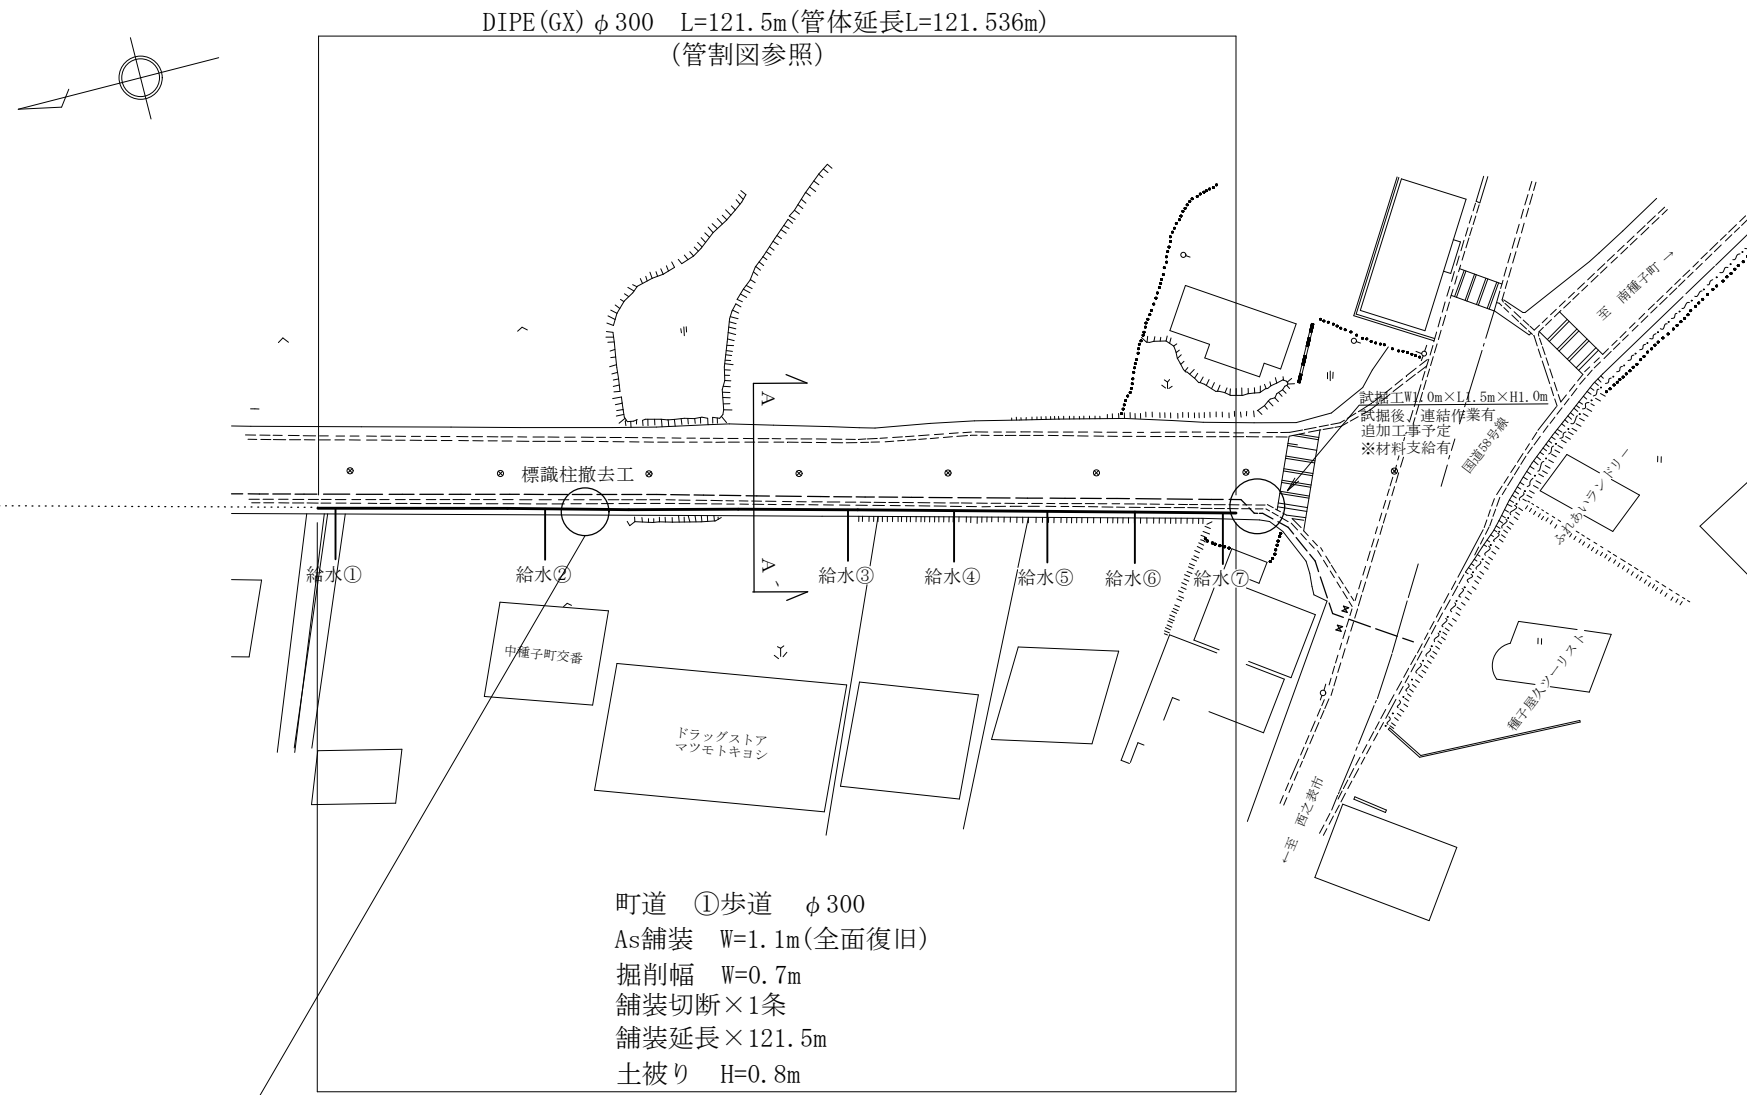 DIPE(GX)φ300　L=121.5m(管体延長L=121.536m)
(管割図参照)
至　南種子町→
試掘工W1.0m×L1.5m×H1.0m
試掘後、連結作業有
追加工事予定
※材料支給有
国道58号線
ふれあいランドリー
A
標識柱撤去工
A'
給水①
給水②
給水③
給水④
給水⑤
給水⑥
給水⑦
中種子町交番
ドラッグストア
マツモトキヨシ
種子屋久ツーリスト
←至　西之表市
町道　①歩道　φ300
As舗装　W=1.1m(全面復旧)
掘削幅　W=0.7m
舗装切断×1条
舗装延長×121.5m
土被り　H=0.8m